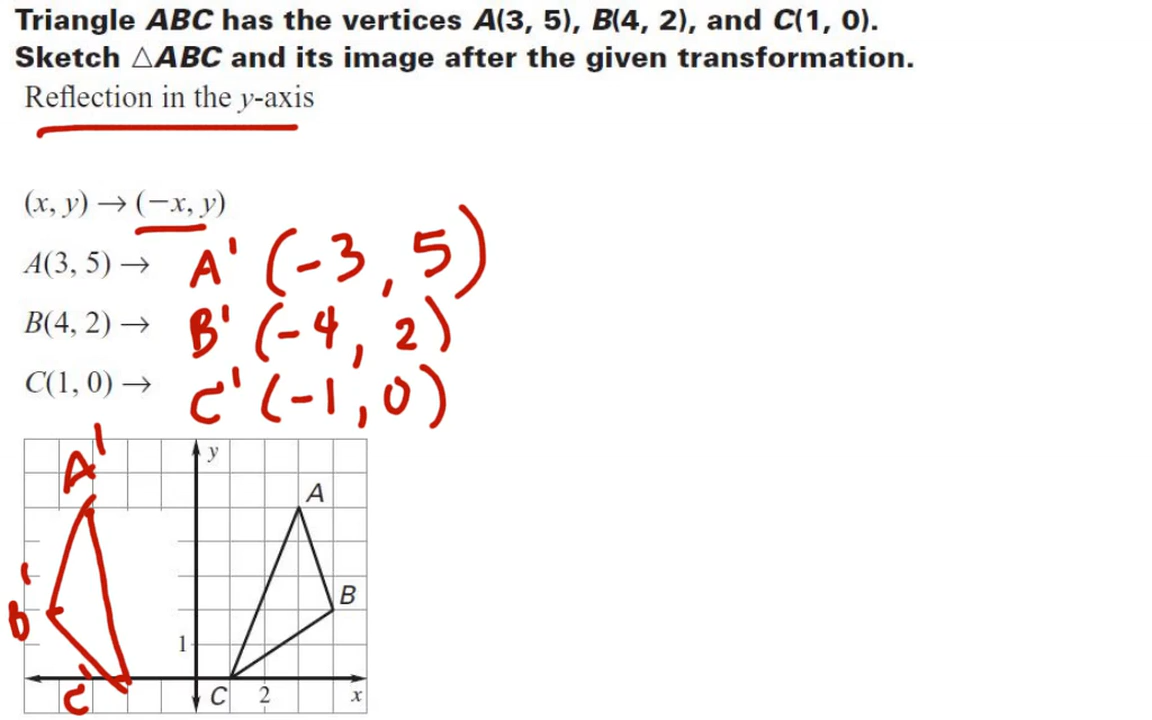 Triangle ABC has the vertices A(3, 5), B(4, 2), and C(1, 0).
Sketch △ABC and its image after the given transformation.
Reflection in the y-axis
(x, y) → (−x, y)
A(3, 5) → A' (-3, 5)
B(4, 2) → B' (-4, 2)
C(1, 0) → C' (-1, 0)
A' y
A
B' B
1
C' C 2 x